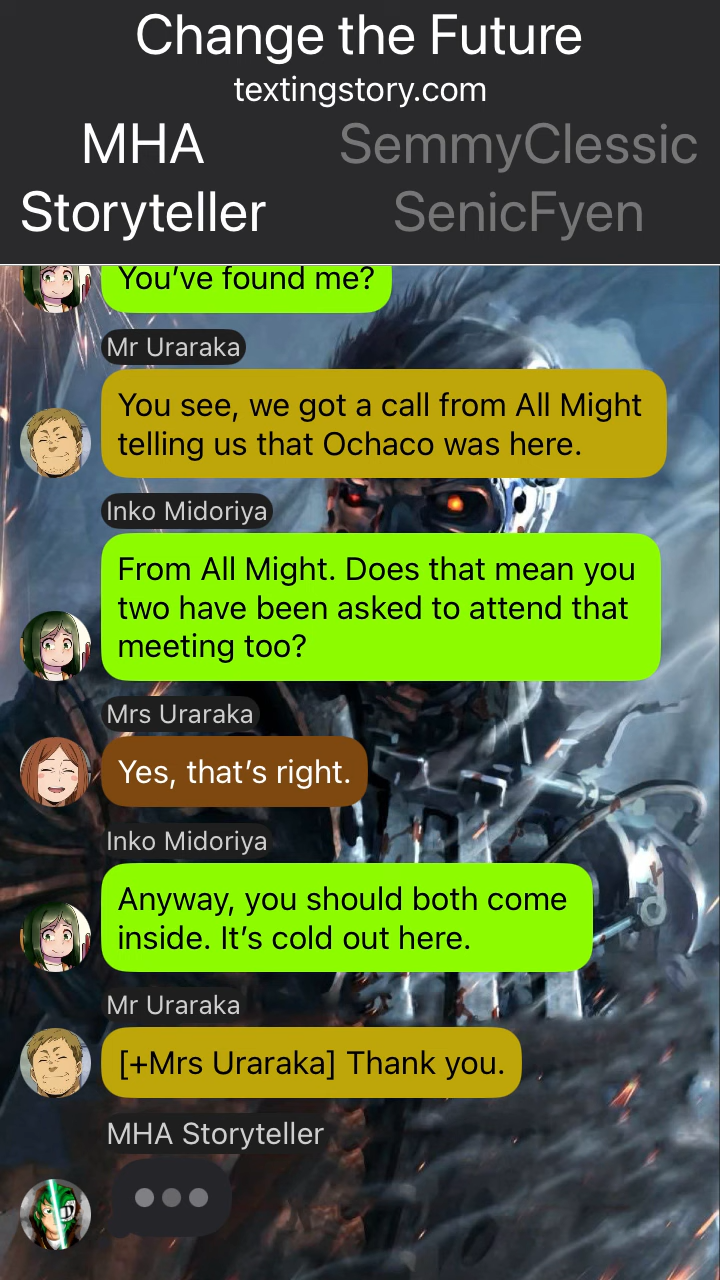 Change the Future
textingstory.com
MHA
Storyteller
SemmyClessic
SenicFyen
You’ve found me?
Mr Uraraka
You see, we got a call from All Might
telling us that Ochaco was here.
Inko Midoriya
From All Might. Does that mean you
two have been asked to attend that
meeting too?
Mrs Uraraka
Yes, that’s right.
Inko Midoriya
Anyway, you should both come
inside. It’s cold out here.
Mr Uraraka
[+Mrs Uraraka] Thank you.
MHA Storyteller